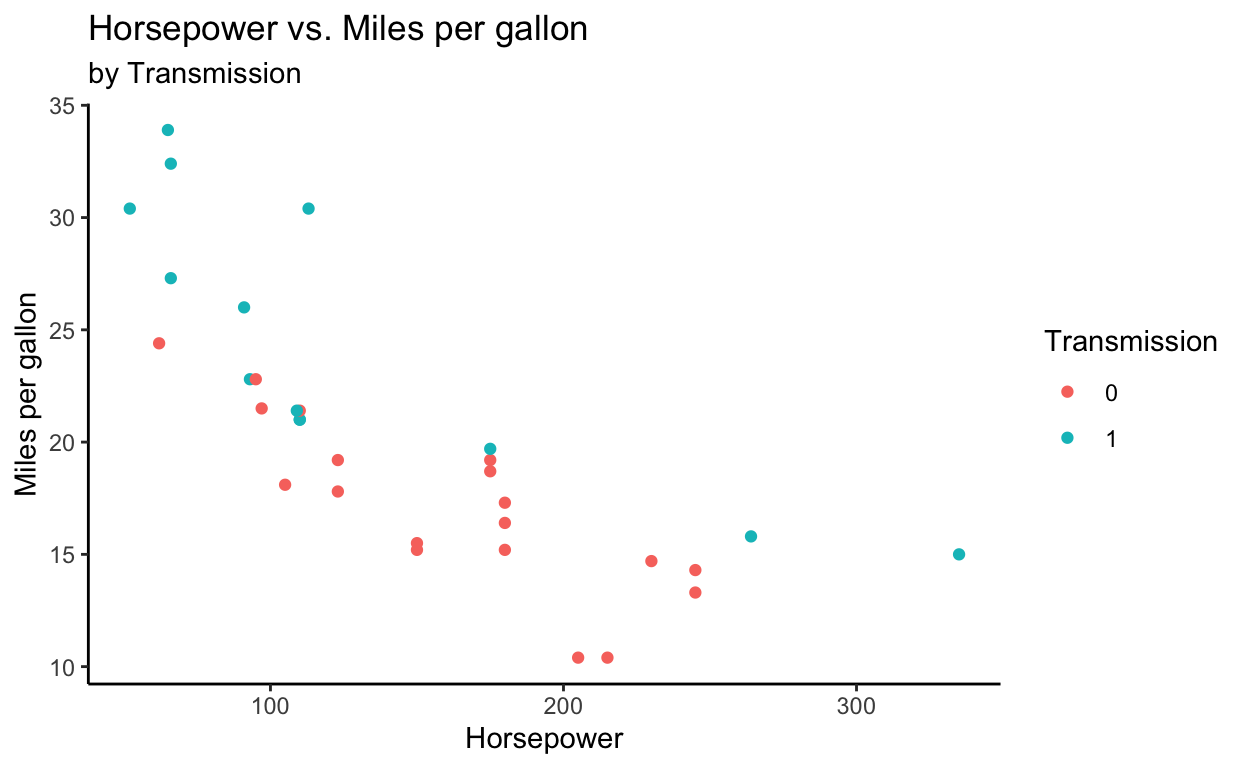 Horsepower vs. Miles per gallon
by Transmission
35
30
25
20
15
10
Miles per gallon
100 200 300
Horsepower
Transmission
0
1